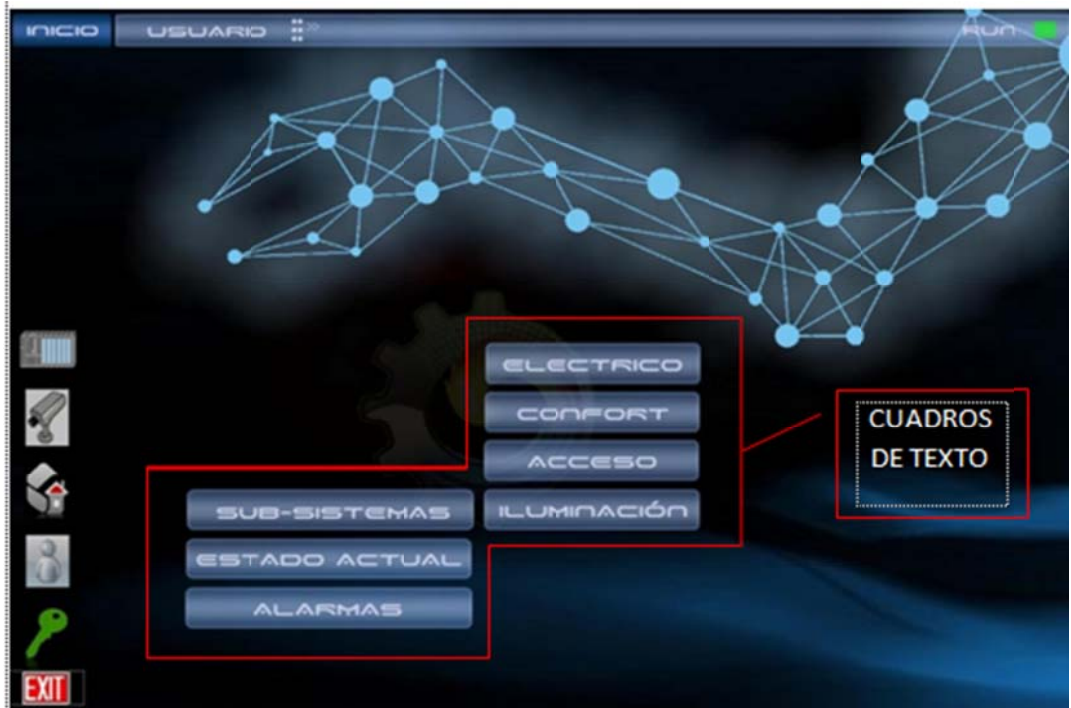 INICIO
USUARIO
RUN
ELECTRICO
CONFORT
ACCESO
ILUMINACIÓN
SUB-SISTEMAS
ESTADO ACTUAL
ALARMAS
CUADROS
DE TEXTO
EXIT